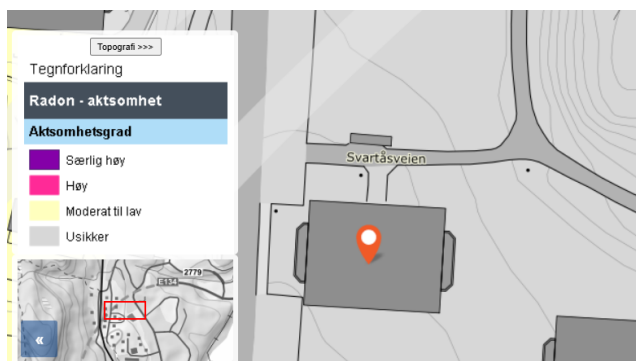 Topografi >>>
Tegnforklaring
Radon - aktsomhet
Aktsomhetsgrad
Særlig høy
Høy
Moderat til lav
Usikker
Svartåsveien
2779
E134
«